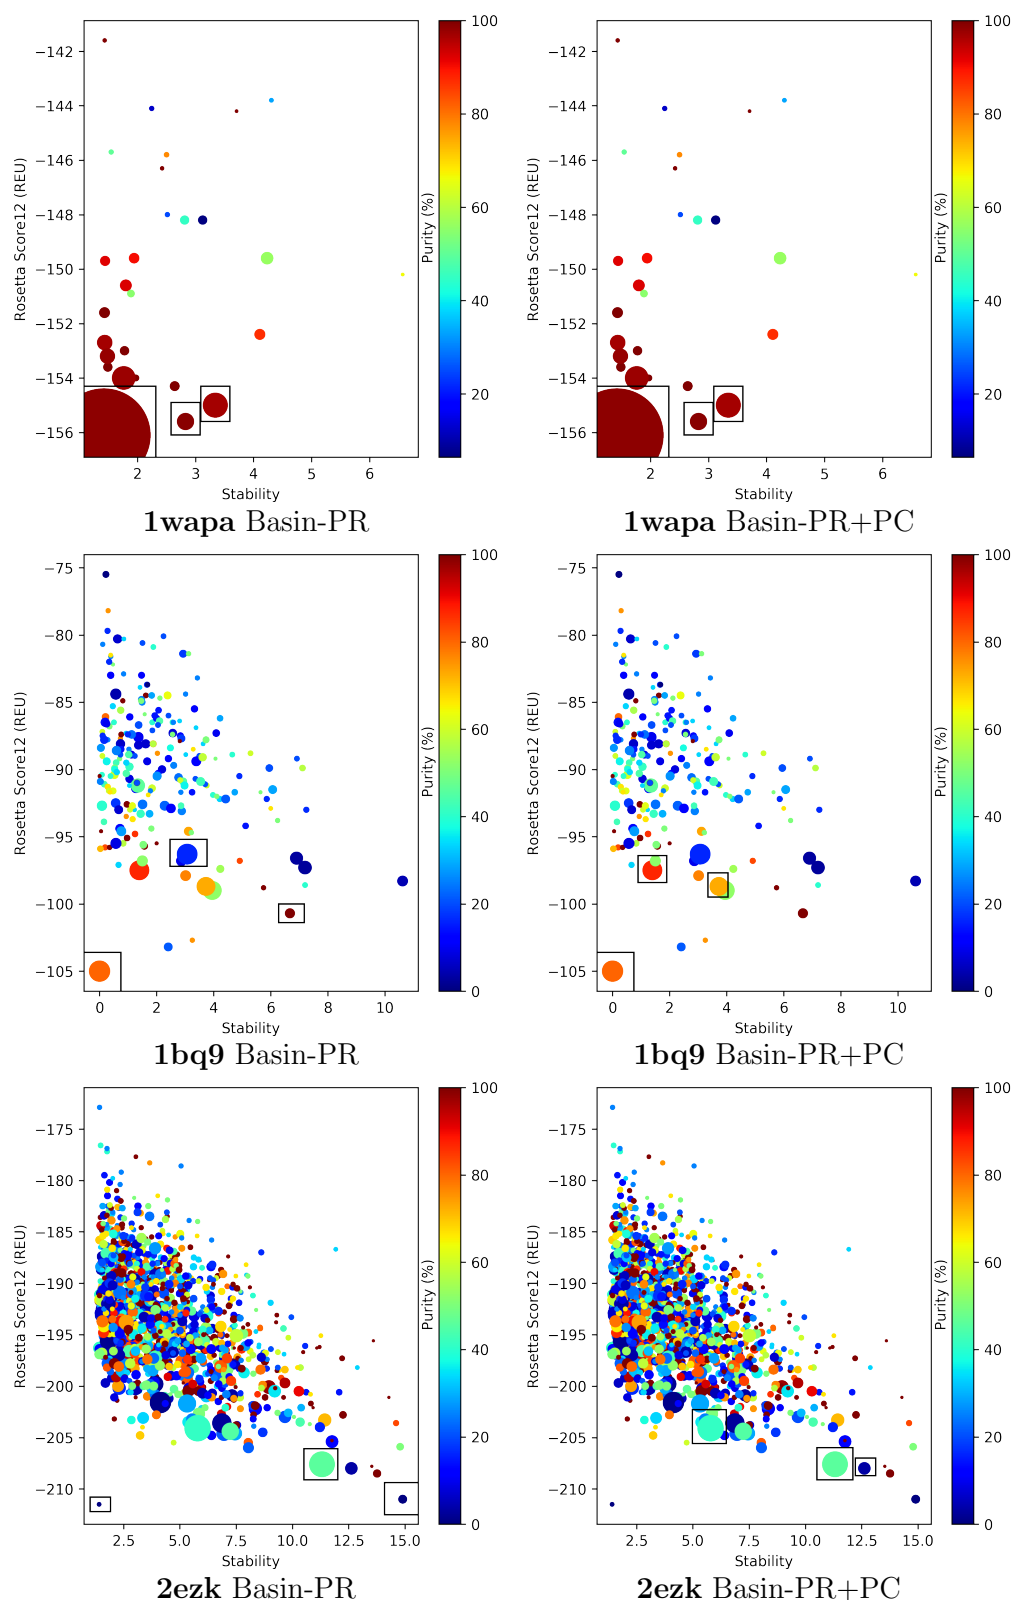 −142
−144
−146
−148
−150
−152
−154
−156
Rosetta Score12 (REU)
2 3 4 5 6
Stability
100
80
60
40
20
Purity (%)
1wapa Basin-PR
−142
−144
−146
−148
−150
−152
−154
−156
Rosetta Score12 (REU)
2 3 4 5 6
Stability
100
80
60
40
20
Purity (%)
1wapa Basin-PR+PC
−75
−80
−85
−90
−95
−100
−105
Rosetta Score12 (REU)
0 2 4 6 8 10
Stability
100
80
60
40
20
0
Purity (%)
1bq9 Basin-PR
−75
−80
−85
−90
−95
−100
−105
Rosetta Score12 (REU)
0 2 4 6 8 10
Stability
100
80
60
40
20
0
Purity (%)
1bq9 Basin-PR+PC
−175
−180
−185
−190
−195
−200
−205
−210
Rosetta Score12 (REU)
2.5 5.0 7.5 10.0 12.5 15.0
Stability
100
80
60
40
20
0
Purity (%)
2ezk Basin-PR
−175
−180
−185
−190
−195
−200
−205
−210
Rosetta Score12 (REU)
2.5 5.0 7.5 10.0 12.5 15.0
Stability
100
80
60
40
20
0
Purity (%)
2ezk Basin-PR+PC